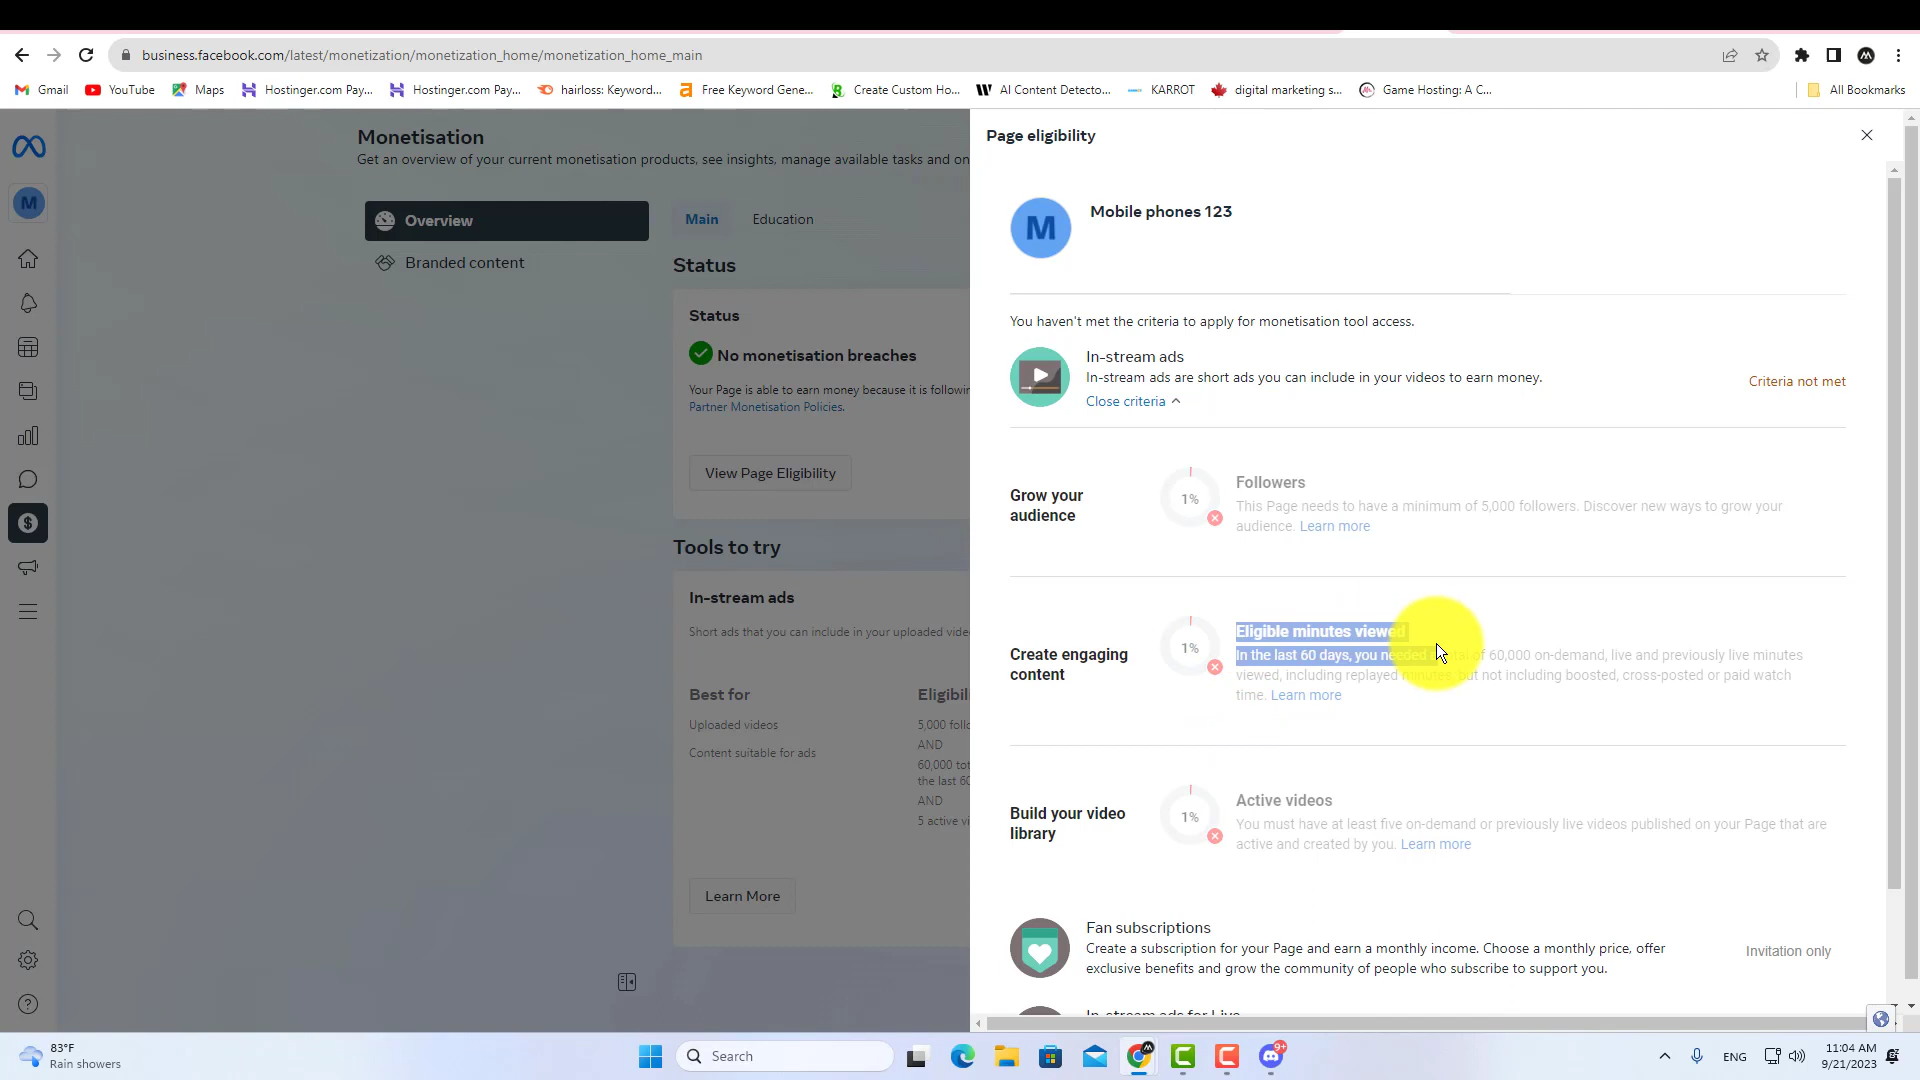 business.facebook.com/latest/monetization/monetization_home/monetization_home_main
Gmail YouTube Maps Hostinger.com Pay... Hostinger.com Pay... hairloss: Keyword... Free Keyword Gene... Create Custom Ho... AI Content Detecto... KARROT digital marketing s... Game Hosting: A C... All Bookmarks
Monetisation
Get an overview of your current monetisation products, see insights, manage available tasks and on
M
Overview
Branded content
Main Education
Status
Status
No monetisation breaches
Your Page is able to earn money because it is followin
Partner Monetisation Policies.
View Page Eligibility
Tools to try
In-stream ads
Short ads that you can include in your uploaded video
Best for Eligibil
Uploaded videos
Content suitable for ads
5,000 follo
AND
60,000 tot
the last 60
AND
5 active vi
Learn More
Page eligibility
M
Mobile phones 123
You haven't met the criteria to apply for monetisation tool access.
In-stream ads
In-stream ads are short ads you can include in your videos to earn money.
Close criteria
Criteria not met
Grow your
audience
1%
Followers
This Page needs to have a minimum of 5,000 followers. Discover new ways to grow your
audience. Learn more
Create engaging
content
1%
Eligible minutes viewed
In the last 60 days, you needed a total of 60,000 on-demand, live and previously live minutes
viewed, including replayed minutes, but not including boosted, cross-posted or paid watch
time. Learn more
Build your video
library
1%
Active videos
You must have at least five on-demand or previously live videos published on your Page that are
active and created by you. Learn more
Fan subscriptions
Create a subscription for your Page and earn a monthly income. Choose a monthly price, offer
exclusive benefits and grow the community of people who subscribe to support you.
Invitation only
In-stream ads for Live
83°F
Rain showers
Search
9+
ENG
11:04 AM
9/21/2023